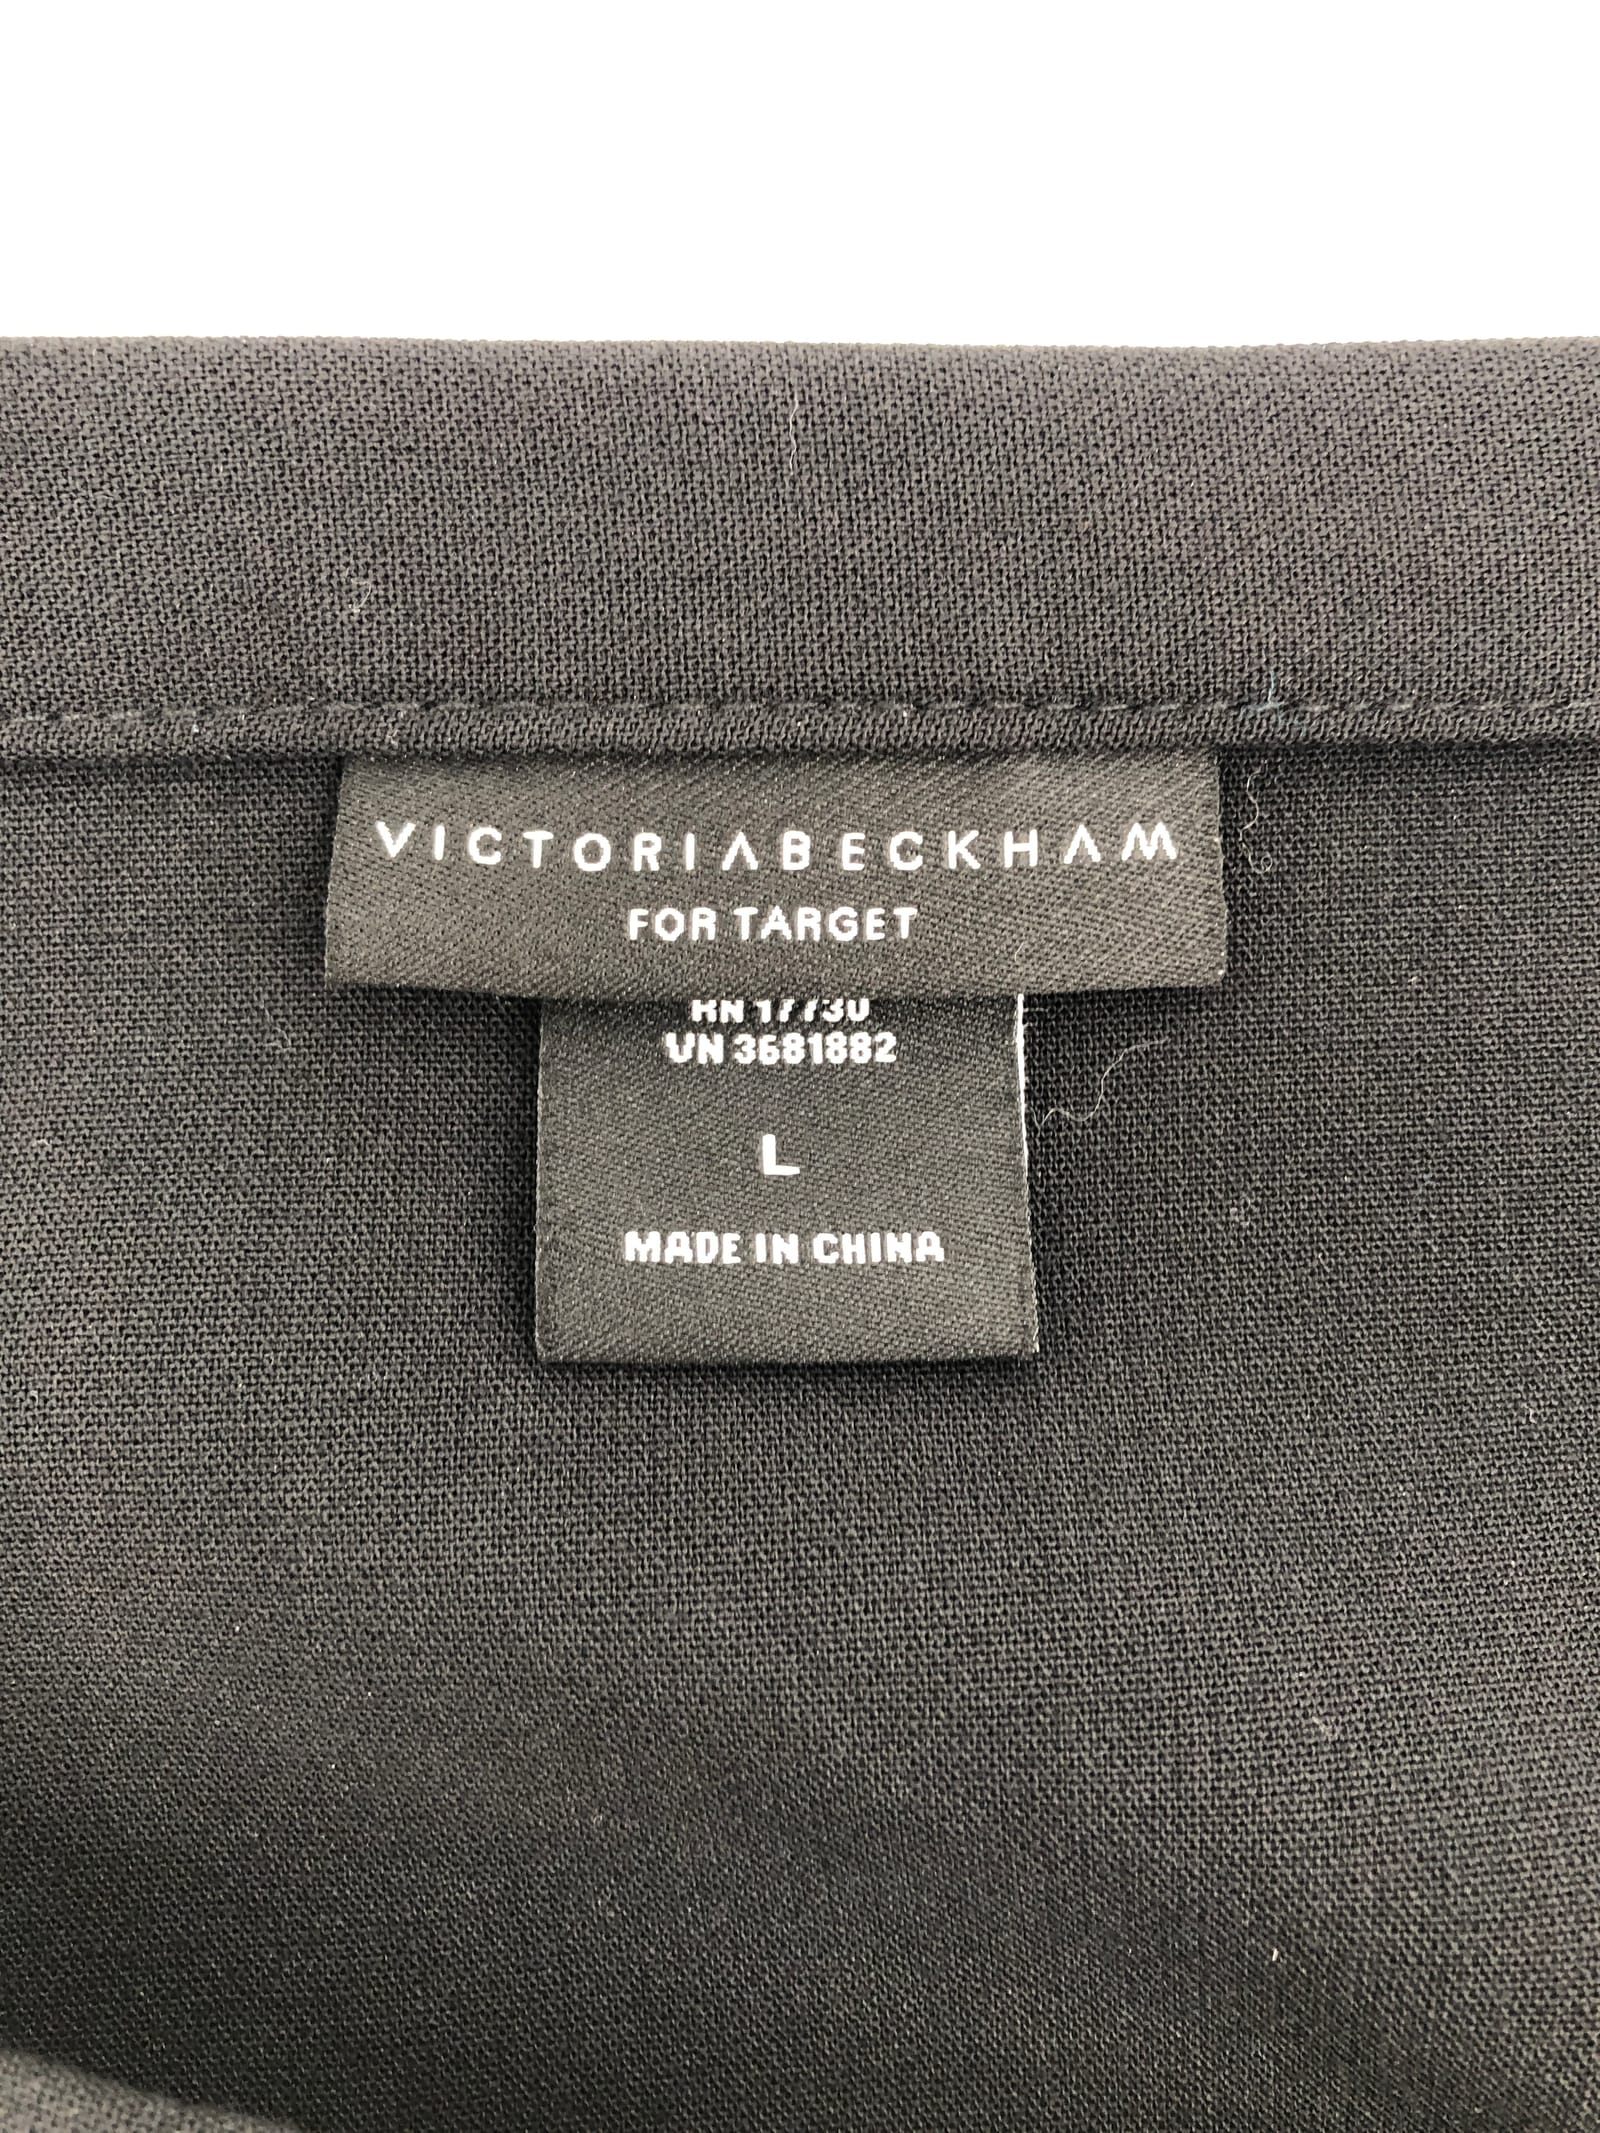 VICTORIABECKHAM
FOR TARGET
RN 17730
UN 3681882
L
MADE IN CHINA